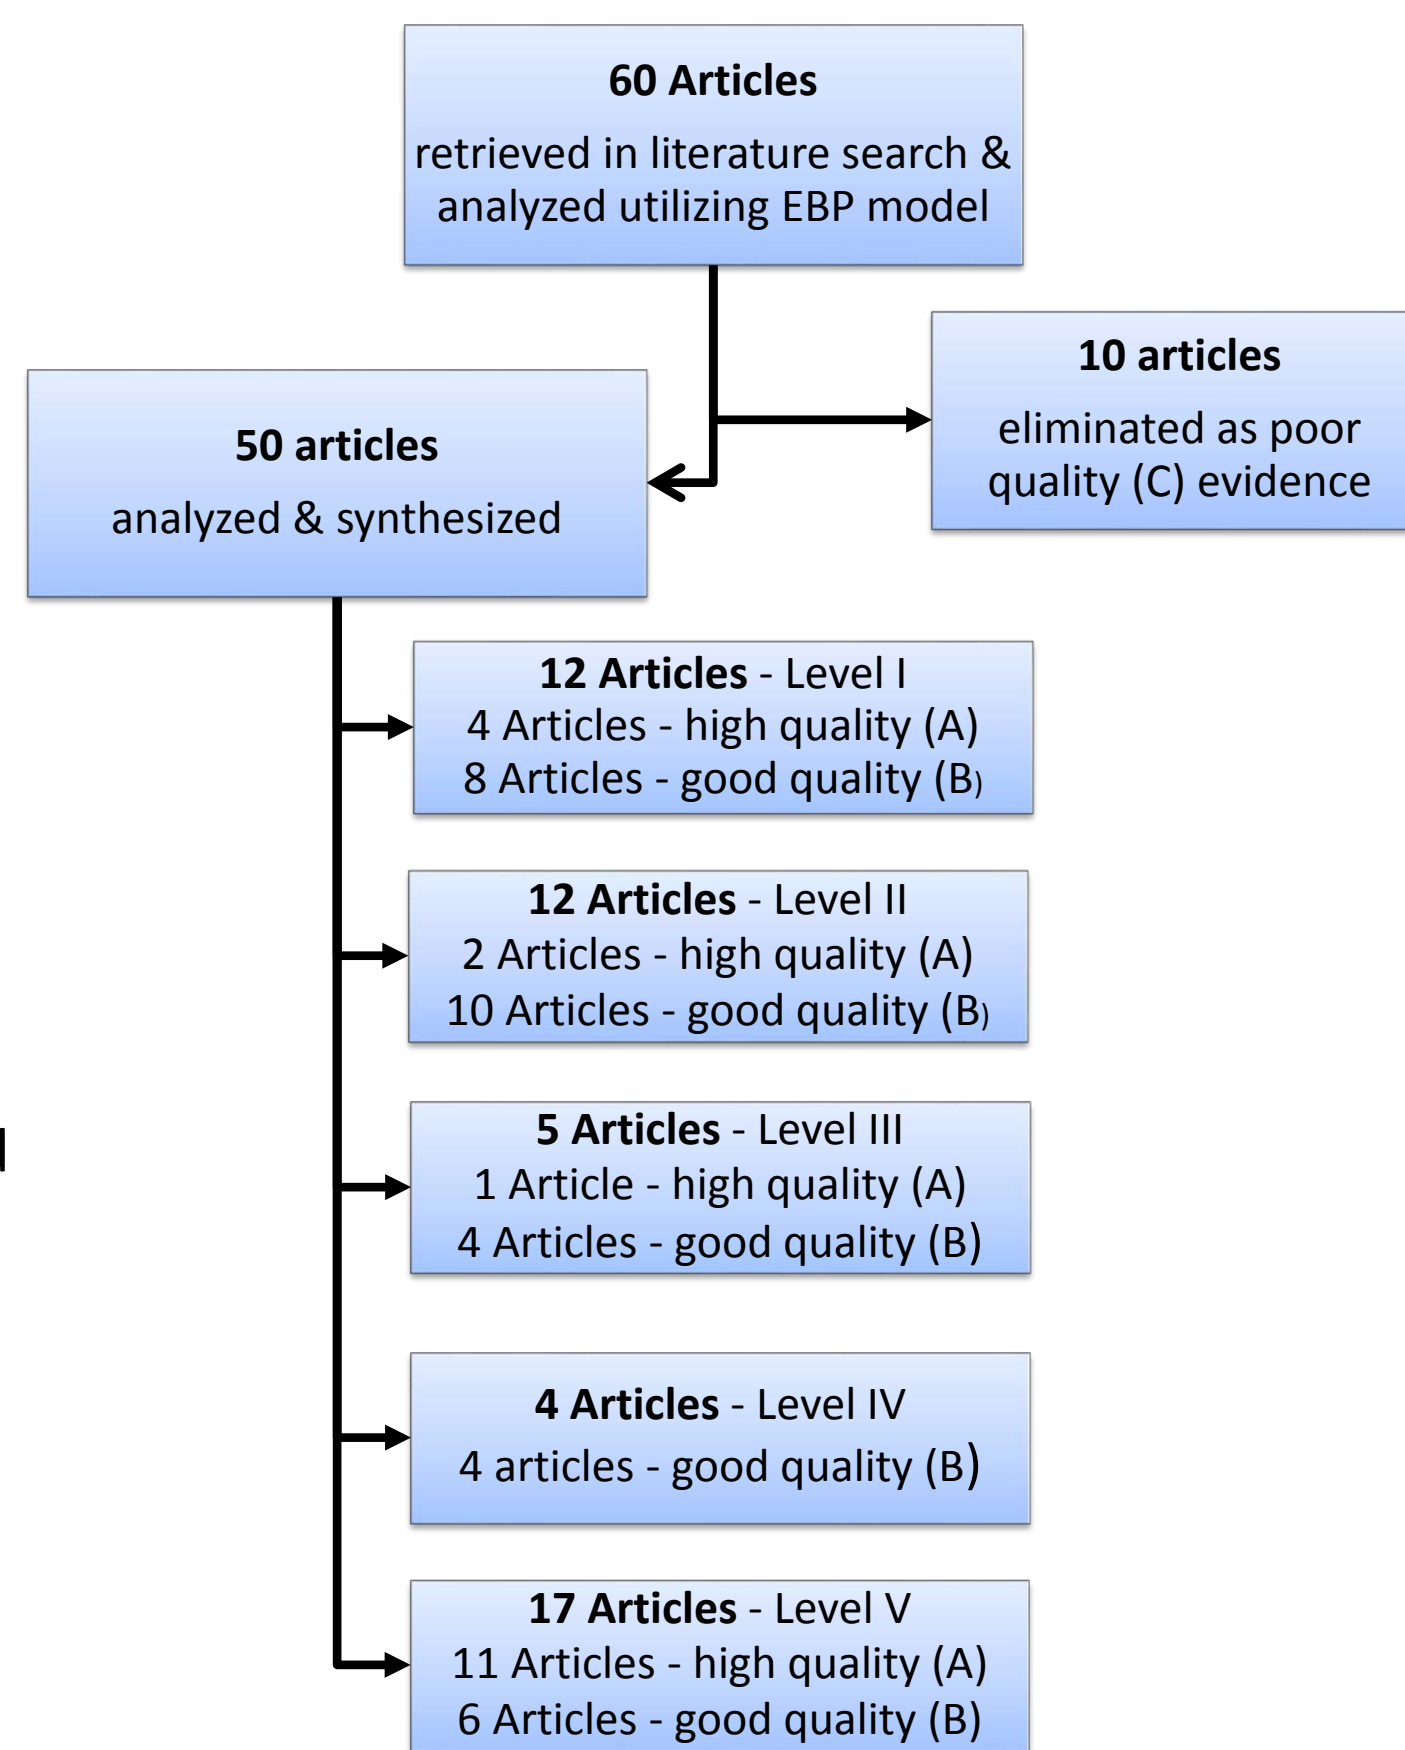 60 Articles
retrieved in literature search &
analyzed utilizing EBP model
10 articles
eliminated as poor
quality (C) evidence
50 articles
analyzed & synthesized
12 Articles - Level I
4 Articles - high quality (A)
8 Articles - good quality (B)
12 Articles - Level II
2 Articles - high quality (A)
10 Articles - good quality (B)
5 Articles - Level III
1 Article - high quality (A)
4 Articles - good quality (B)
4 Articles - Level IV
4 articles - good quality (B)
17 Articles - Level V
11 Articles - high quality (A)
6 Articles - good quality (B)